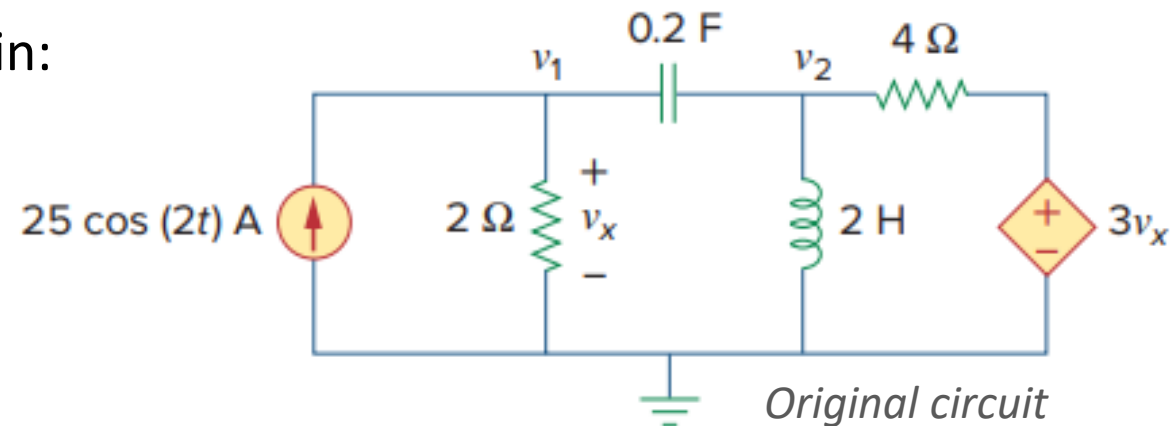 in:
0.2 F
4 Ω
v1
v2
25 cos (2t) A
2 Ω
+
vx
−
2 H
+
−
3vx
Original circuit